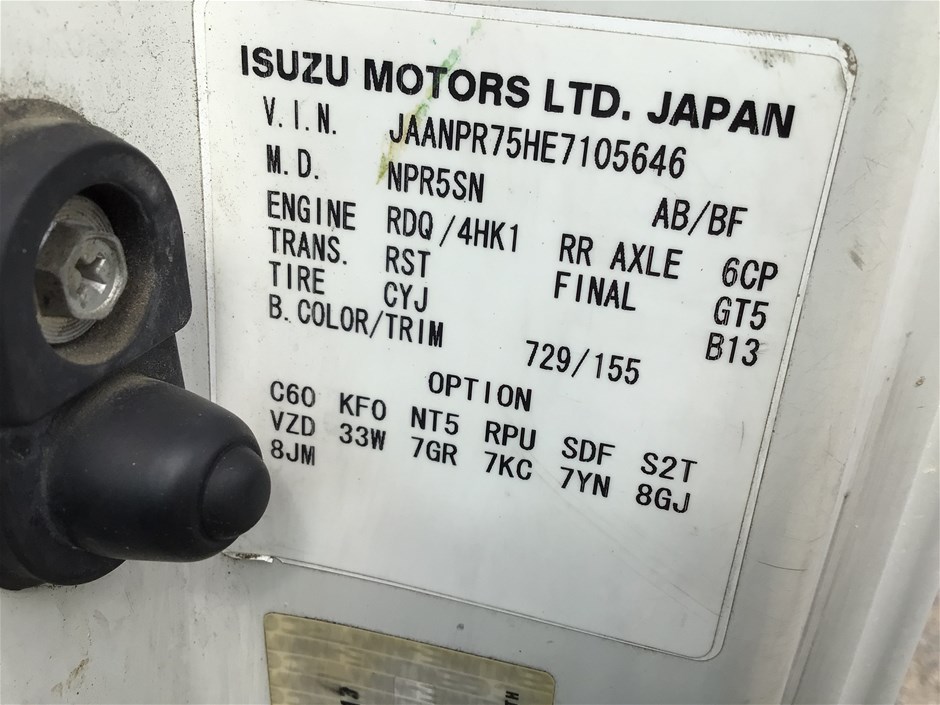 ISUZU MOTORS LTD. JAPAN
V.I.N. JAANPR75HE7105646
M.D. NPR5SN AB/BF
ENGINE RDQ/4HK1 RR AXLE 6CP
TRANS. RST FINAL GT5
TIRE CYJ B13
B.COLOR/TRIM 729/155
OPTION
C60 KFO NT5 RPU SDF S2T
VZD 33W 7GR 7KC 7YN 8GJ
8JM